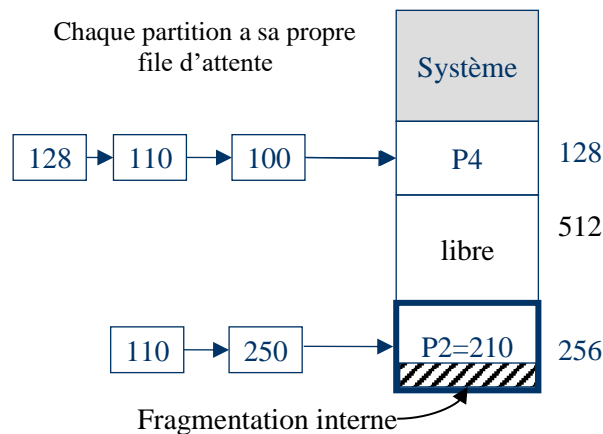 Chaque partition a sa propre
file d'attente
Système
128 110 100 P4 128
512
libre
110 250 P2=210 256
Fragmentation interne